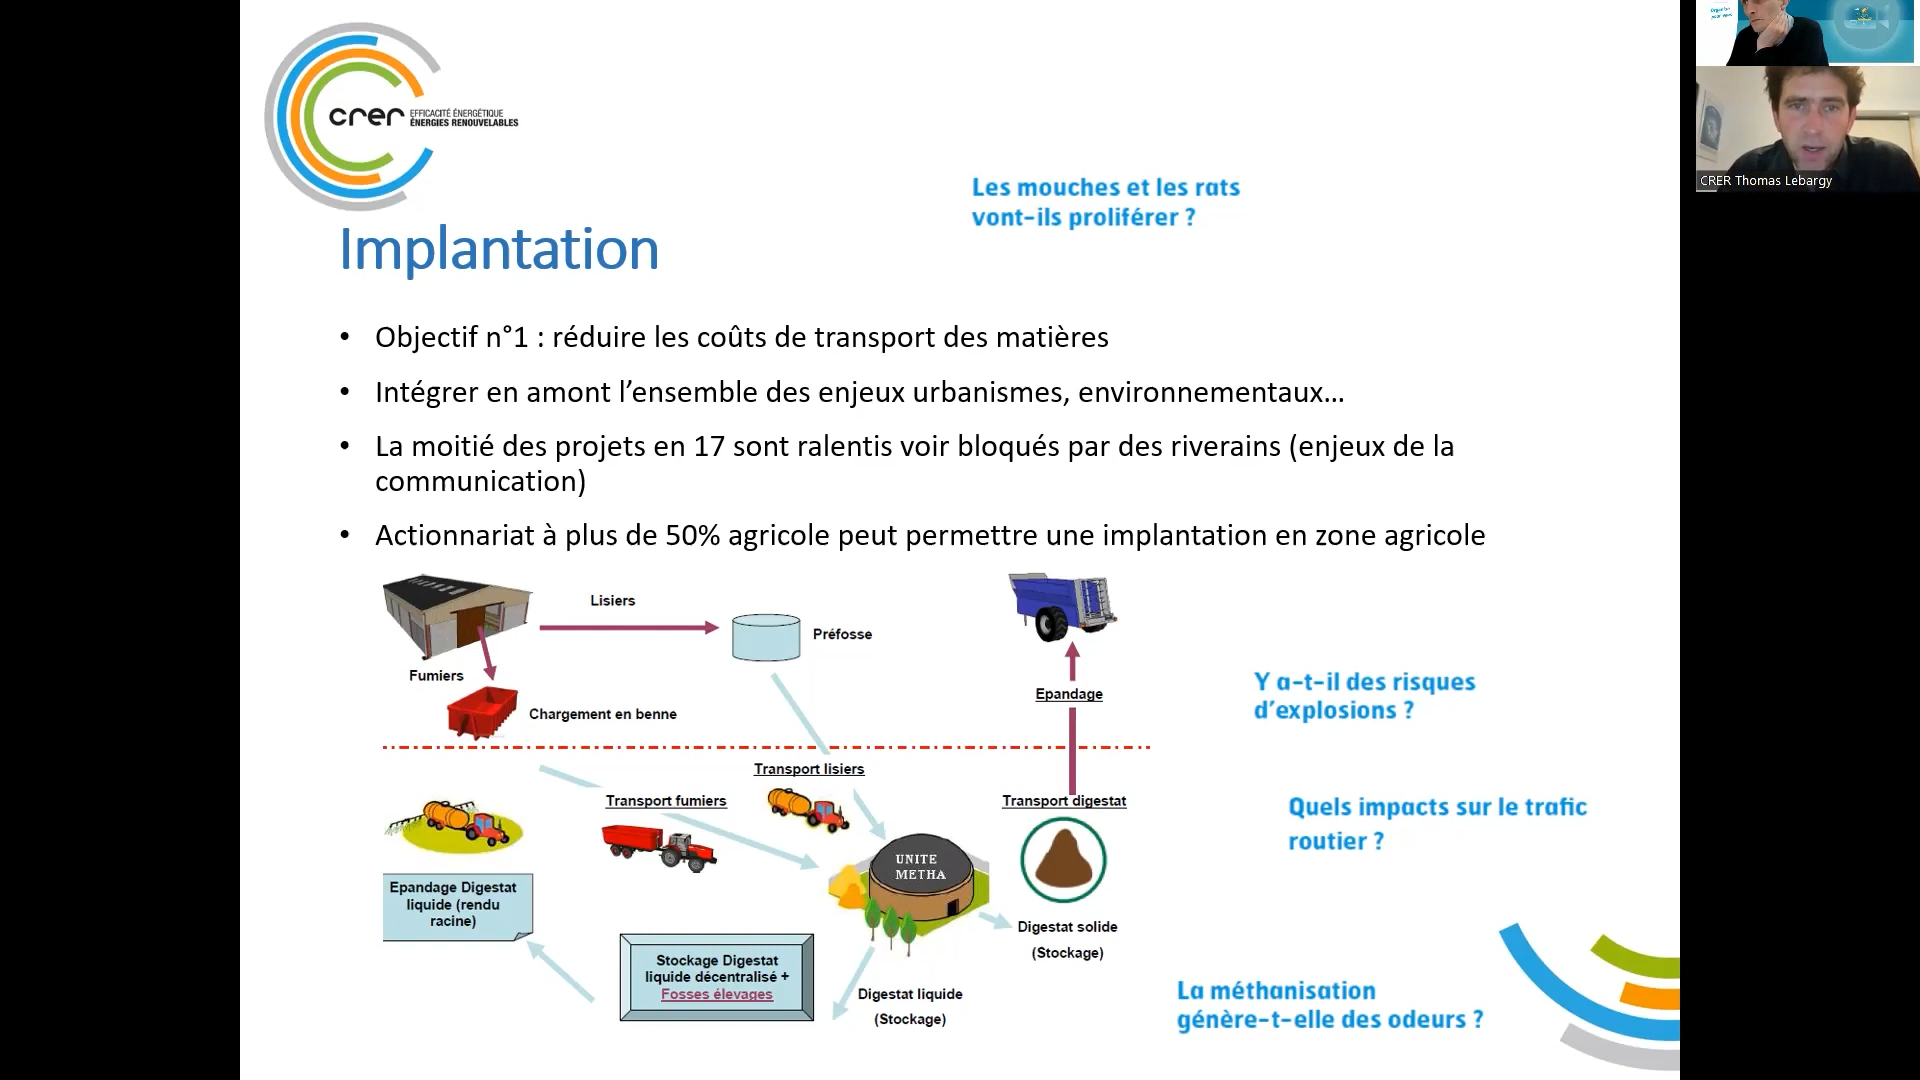 crer
EFFICACITÉ ÉNERGÉTIQUE
ÉNERGIES RENOUVELABLES
CRER Thomas Lebargy
Les mouches et les rats
vont-ils proliférer ?
Implantation
• Objectif n°1 : réduire les coûts de transport des matières
• Intégrer en amont l’ensemble des enjeux urbanismes, environnementaux…
• La moitié des projets en 17 sont ralentis voir bloqués par des riverains (enjeux de la
communication)
• Actionnariat à plus de 50% agricole peut permettre une implantation en zone agricole
Lisiers
Préfosse
Fumiers
Chargement en benne
Epandage
Y a-t-il des risques
d’explosions ?
Transport lisiers
Transport fumiers
Transport digestat
Quels impacts sur le trafic
routier ?
UNITE
METHA
Epandage Digestat
liquide (rendu
racine)
Digestat solide
(Stockage)
Stockage Digestat
liquide décentralisé +
Fosses élevages
Digestat liquide
(Stockage)
La méthanisation
génère-t-elle des odeurs ?